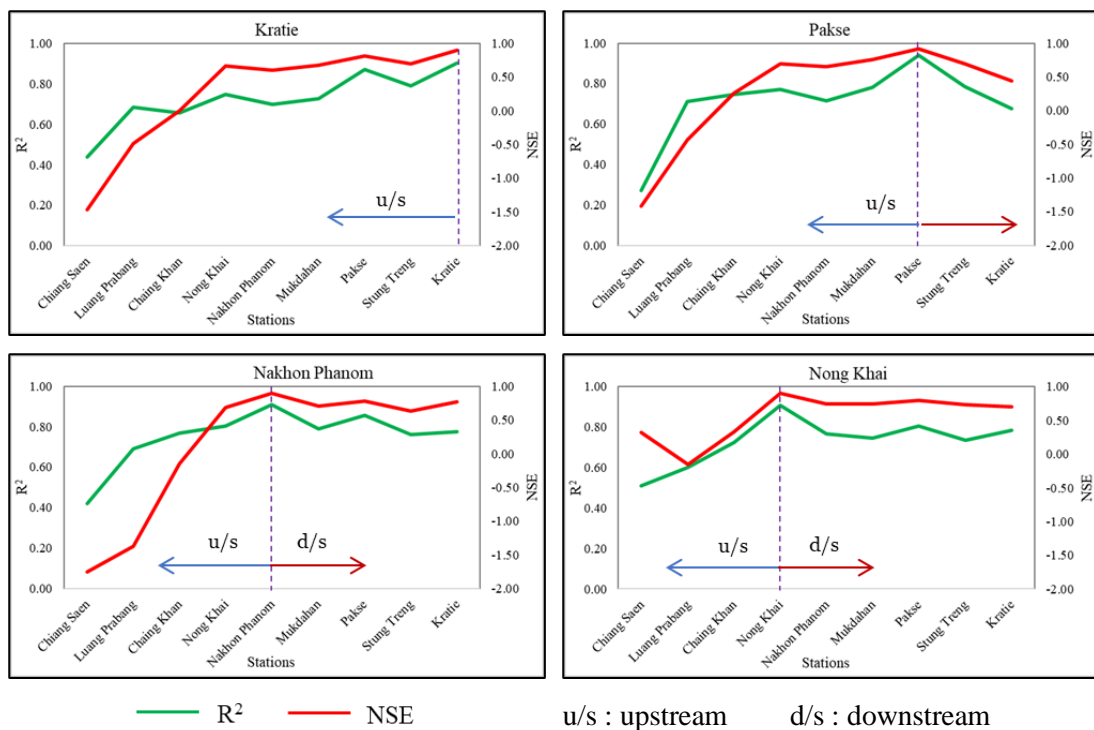 Kratie
1.00
0.80
0.60
0.40
0.20
0.00
R²
1.00
0.50
0.00
-0.50
-1.00
-1.50
-2.00
NSE
u/s
Chiang Saen
Luang Prabang
Chaing Khan
Nong Khai
Nakhon Phanom
Mukdahan
Pakse
Stung Treng
Kratie
Stations
Pakse
1.00
0.80
0.60
0.40
0.20
0.00
R²
1.00
0.50
0.00
-0.50
-1.00
-1.50
-2.00
NSE
u/s
Chiang Saen
Luang Prabang
Chaing Khan
Nong Khai
Nakhon Phanom
Mukdahan
Pakse
Stung Treng
Kratie
Stations
Nakhon Phanom
1.00
0.80
0.60
0.40
0.20
0.00
R²
1.00
0.50
0.00
-0.50
-1.00
-1.50
-2.00
NSE
u/s d/s
Chiang Saen
Luang Prabang
Chaing Khan
Nong Khai
Nakhon Phanom
Mukdahan
Pakse
Stung Treng
Kratie
Stations
Nong Khai
1.00
0.80
0.60
0.40
0.20
0.00
R²
1.00
0.50
0.00
-0.50
-1.00
-1.50
-2.00
NSE
u/s d/s
Chiang Saen
Luang Prabang
Chaing Khan
Nong Khai
Nakhon Phanom
Mukdahan
Pakse
Stung Treng
Kratie
Stations
R² NSE u/s : upstream d/s : downstream